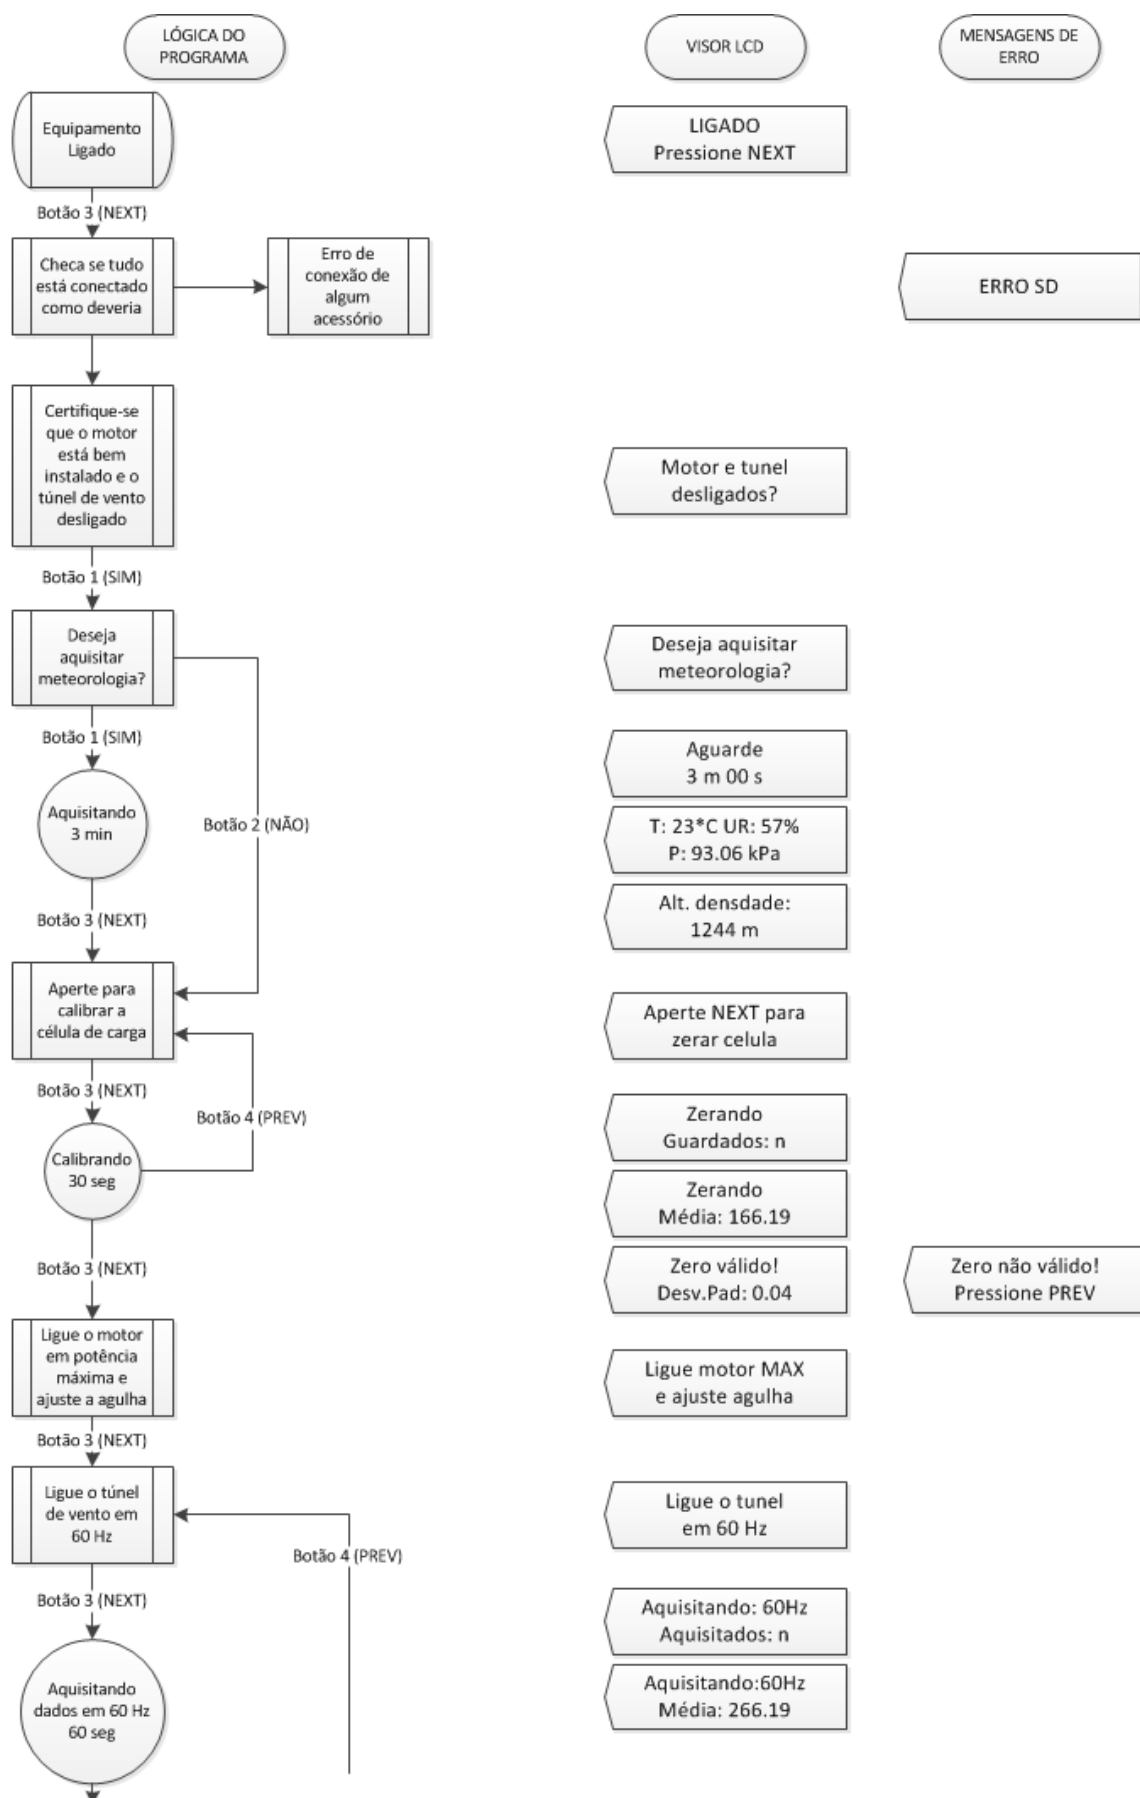 LÓGICA DO
PROGRAMA
VISOR LCD
MENSAGENS DE
ERRO
Equipamento
Ligado
LIGADO
Pressione NEXT
Botão 3 (NEXT)
Checa se tudo
está conectado
como deveria
Erro de
conexão de
algum
acessório
ERRO SD
Certifique-se
que o motor
está bem
instalado e o
túnel de vento
desligado
Motor e tunel
desligados?
Botão 1 (SIM)
Deseja
aquisitar
meteorologia?
Deseja aquisitar
meteorologia?
Botão 1 (SIM)
Aguarde
3 m 00 s
Aquisitando
3 min
Botão 2 (NÃO)
T: 23*C UR: 57%
P: 93.06 kPa
Botão 3 (NEXT)
Alt. densdade:
1244 m
Aperte para
calibrar a
célula de carga
Aperte NEXT para
zerar celula
Botão 3 (NEXT)
Botão 4 (PREV)
Zerando
Guardados: n
Calibrando
30 seg
Zerando
Média: 166.19
Botão 3 (NEXT)
Zero válido!
Desv.Pad: 0.04
Zero não válido!
Pressione PREV
Ligue o motor
em potência
máxima e
ajuste a agulha
Ligue motor MAX
e ajuste agulha
Botão 3 (NEXT)
Ligue o túnel
de vento em
60 Hz
Ligue o tunel
em 60 Hz
Botão 4 (PREV)
Botão 3 (NEXT)
Aquisitando: 60Hz
Aquisitados: n
Aquisitando
dados em 60 Hz
60 seg
Aquisitando:60Hz
Média: 266.19